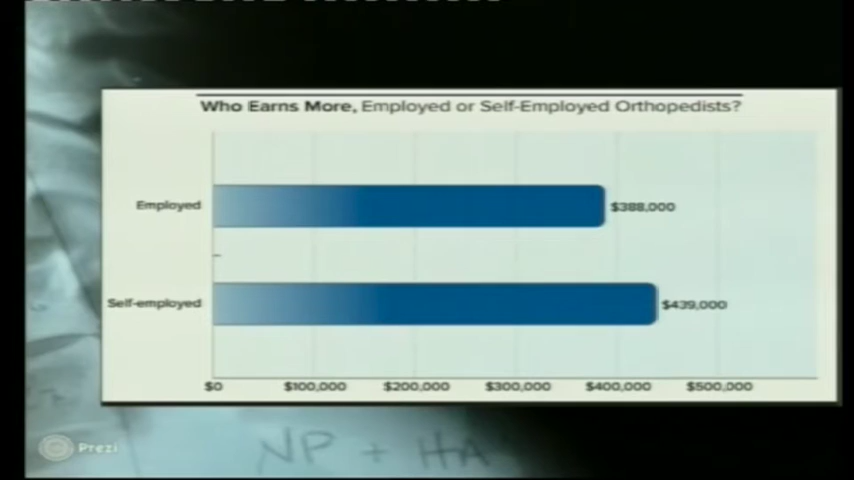 Who Earns More, Employed or Self-Employed Orthopedists?
Employed
$388,000
Self-employed
$439,000
$0 $100,000 $200,000 $300,000 $400,000 $500,000
Prezi
NP + HA